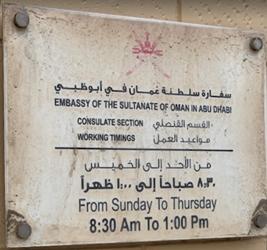 سفارة سلطنة عُمان في أبوظبي
EMBASSY OF THE SULTANATE OF OMAN IN ABU DHABI
CONSULATE SECTION القسم القنصلي
WORKING TIMINGS مواعيد العمل
من الأحد إلى الخميس
٨:٣٠ صباحاً إلى ١:٠٠ ظهراً
From Sunday To Thursday
8:30 Am To 1:00 Pm